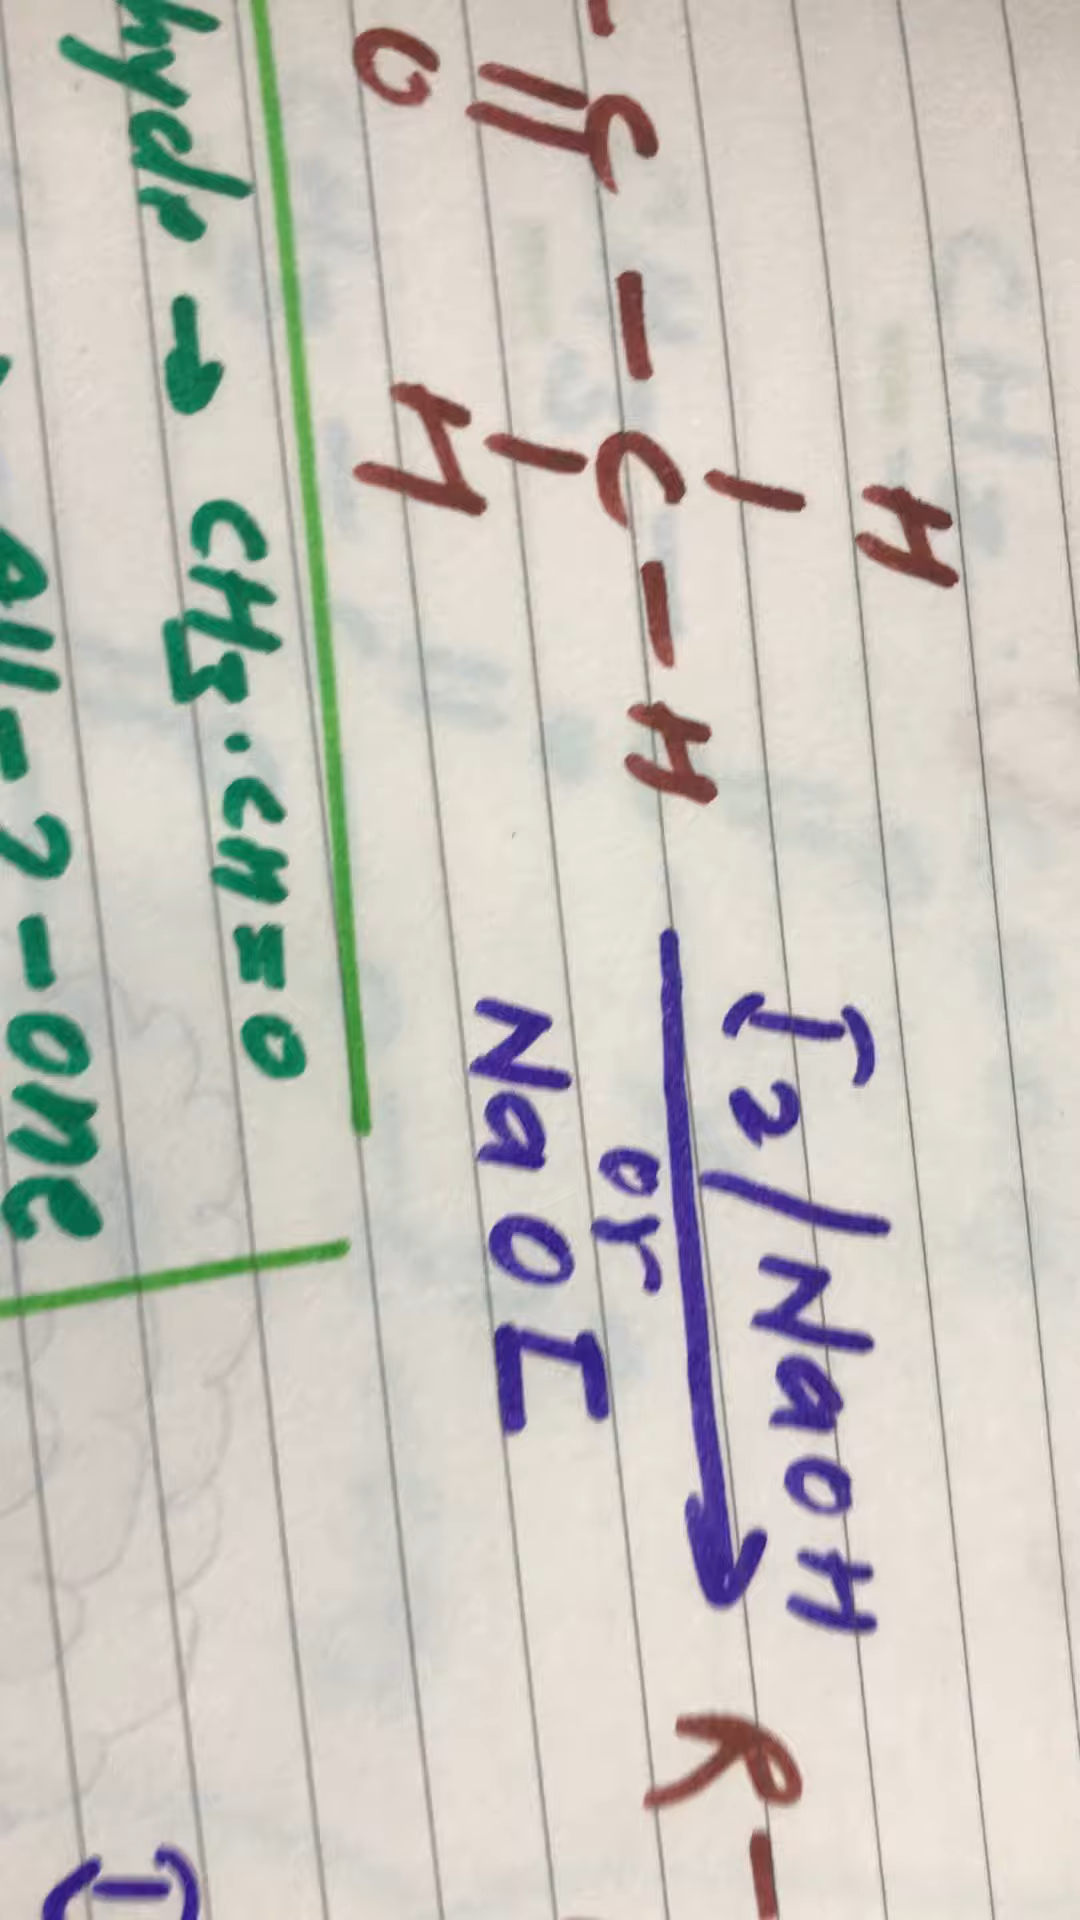 H
I2/NaOH
- C - C - H R -
or
O H NaOI
hyde → CH3.CH=O
-2-one